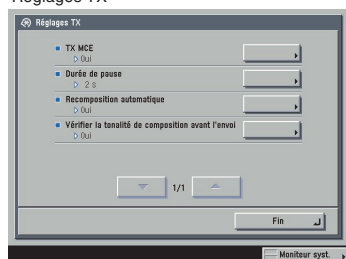 Réglages TX
Réglages TX
TX MCE
Oui
Durée de pause
2 s
Recomposition automatique
Oui
Vérifier la tonalité de composition avant l'envoi
Oui
1/1
Fin
Moniteur syst.